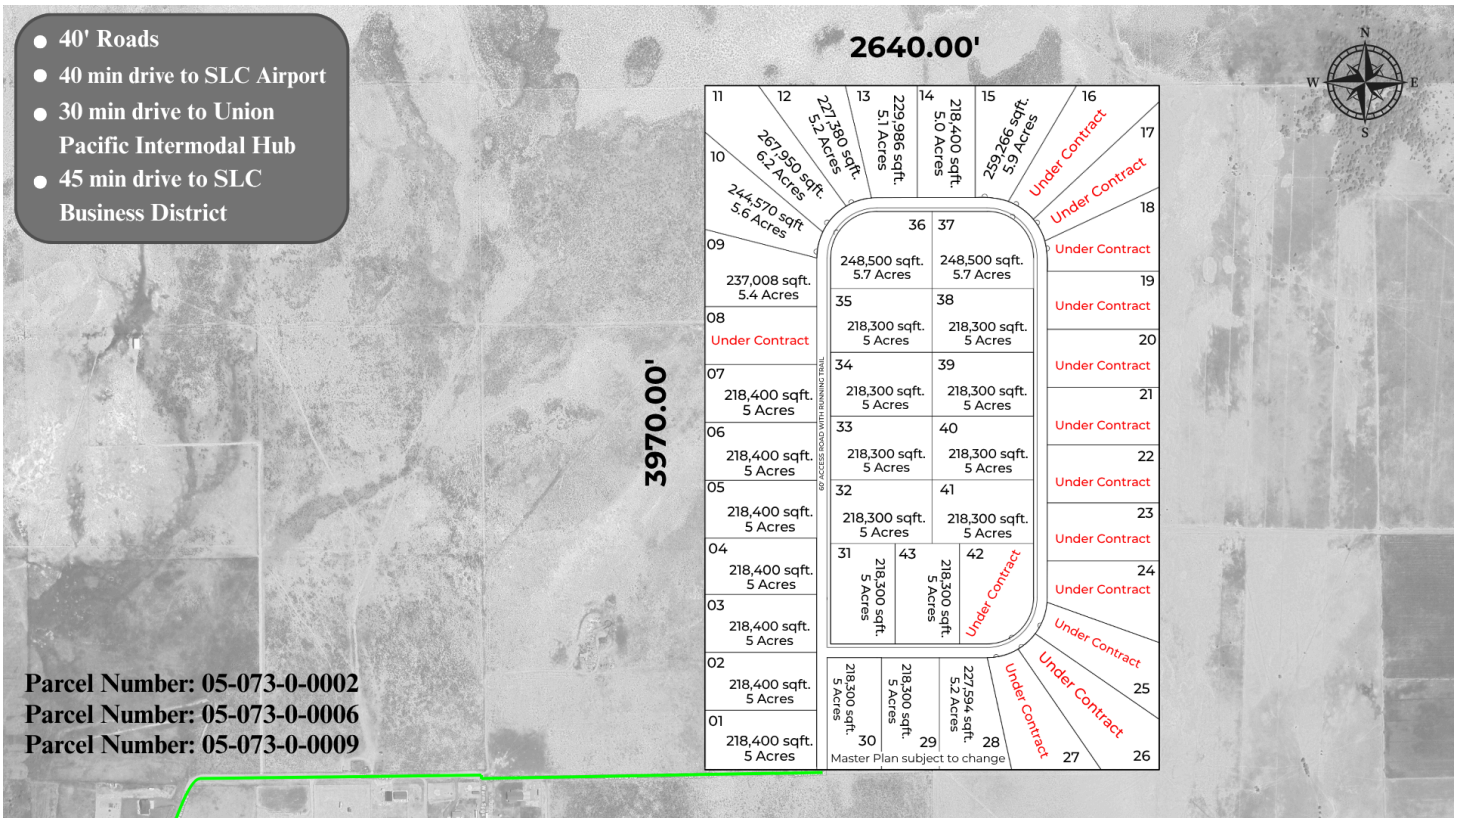 40' Roads
40 min drive to SLC Airport
30 min drive to Union
Pacific Intermodal Hub
45 min drive to SLC
Business District
2640.00'
N
W
E
S
3970.00'
11
12
13
14
15
16
17
10
267,950 sqft.
6.2 Acres
227,380 sqft.
5.2 Acres
229,986 sqft.
5.1 Acres
218,400 sqft.
5.0 Acres
259,266 sqft.
5.9 Acres
Under Contract
Under Contract
244,570 sqft
5.6 Acres
18
Under Contract
09
237,008 sqft.
5.4 Acres
36
248,500 sqft.
5.7 Acres
37
248,500 sqft.
5.7 Acres
19
Under Contract
08
Under Contract
35
218,300 sqft.
5 Acres
38
218,300 sqft.
5 Acres
20
Under Contract
07
218,400 sqft.
5 Acres
34
218,300 sqft.
5 Acres
39
218,300 sqft.
5 Acres
21
Under Contract
60' ACCESS ROAD WITH RUNNING TRAIL
06
218,400 sqft.
5 Acres
33
218,300 sqft.
5 Acres
40
218,300 sqft.
5 Acres
22
Under Contract
05
218,400 sqft.
5 Acres
32
218,300 sqft.
5 Acres
41
218,300 sqft.
5 Acres
23
Under Contract
04
218,400 sqft.
5 Acres
31
218,300 sqft.
5 Acres
43
218,300 sqft.
5 Acres
42
Under Contract
24
Under Contract
03
218,400 sqft.
5 Acres
Under Contract
25
02
218,400 sqft.
5 Acres
218,300 sqft.
5 Acres
30
218,300 sqft.
5 Acres
29
227,594 sqft.
5.2 Acres
28
Under Contract
27
Under Contract
26
01
218,400 sqft.
5 Acres
Master Plan subject to change
Parcel Number: 05-073-0-0002
Parcel Number: 05-073-0-0006
Parcel Number: 05-073-0-0009